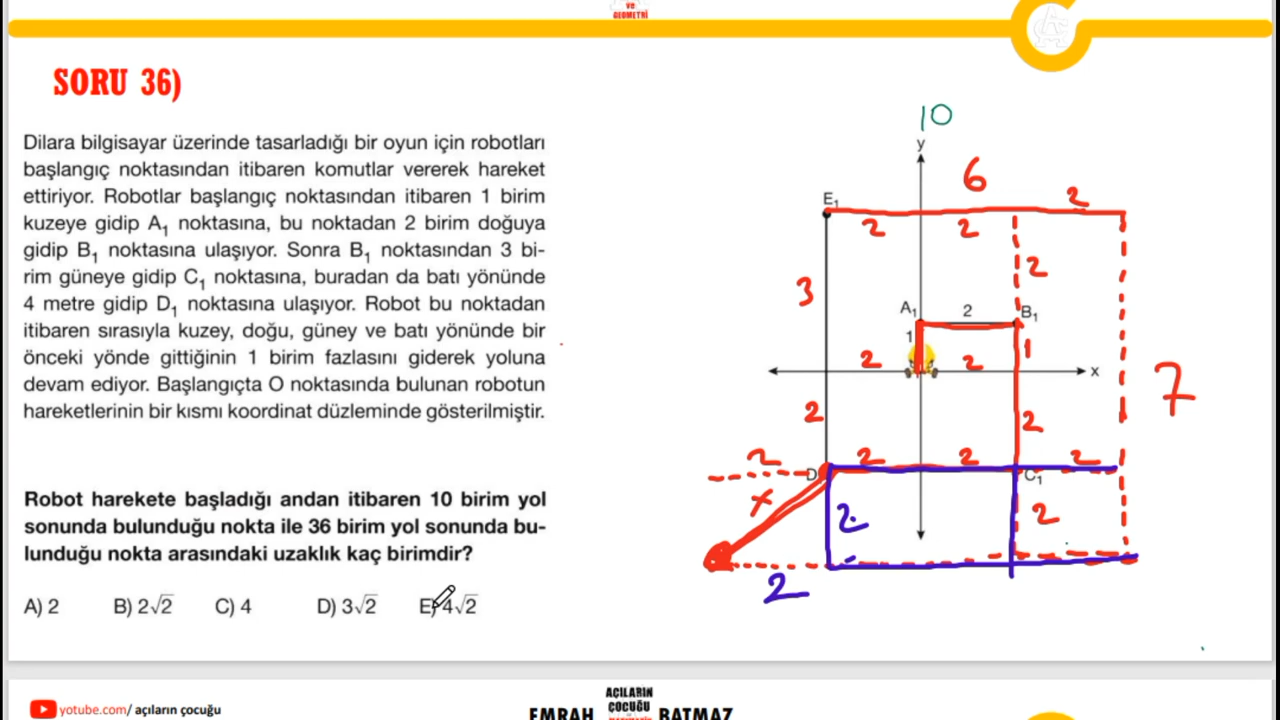 ve
GEOMETRİ
SORU 36)
Dilara bilgisayar üzerinde tasarladığı bir oyun için robotları
başlangıç noktasından itibaren komutlar vererek hareket
ettiriyor. Robotlar başlangıç noktasından itibaren 1 birim
kuzeye gidip A₁ noktasına, bu noktadan 2 birim doğuya
gidip B₁ noktasına ulaşıyor. Sonra B₁ noktasından 3 bi-
rim güneye gidip C₁ noktasına, buradan da batı yönünde
4 metre gidip D₁ noktasına ulaşıyor. Robot bu noktadan
itibaren sırasıyla kuzey, doğu, güney ve batı yönünde bir
önceki yönde gittiğinin 1 birim fazlasını giderek yoluna
devam ediyor. Başlangıçta O noktasında bulunan robotun
hareketlerinin bir kısmı koordinat düzleminde gösterilmiştir.
Robot harekete başladığı andan itibaren 10 birim yol
sonunda bulunduğu nokta ile 36 birim yol sonunda bu-
lunduğu nokta arasındaki uzaklık kaç birimdir?
A) 2 B) 2√2 C) 4 D) 3√2 E) 4√2
10
y
6
E₁ 2
2 2
3 2
A₁ 2 B₁
1 1
2 2
x
7
2 2
2 2 2 2
D C₁
x 2 2
2
yotube.com/ açıların çocuğu
AÇILARIN
EMRAH ÇOCUĞU BATMAZ